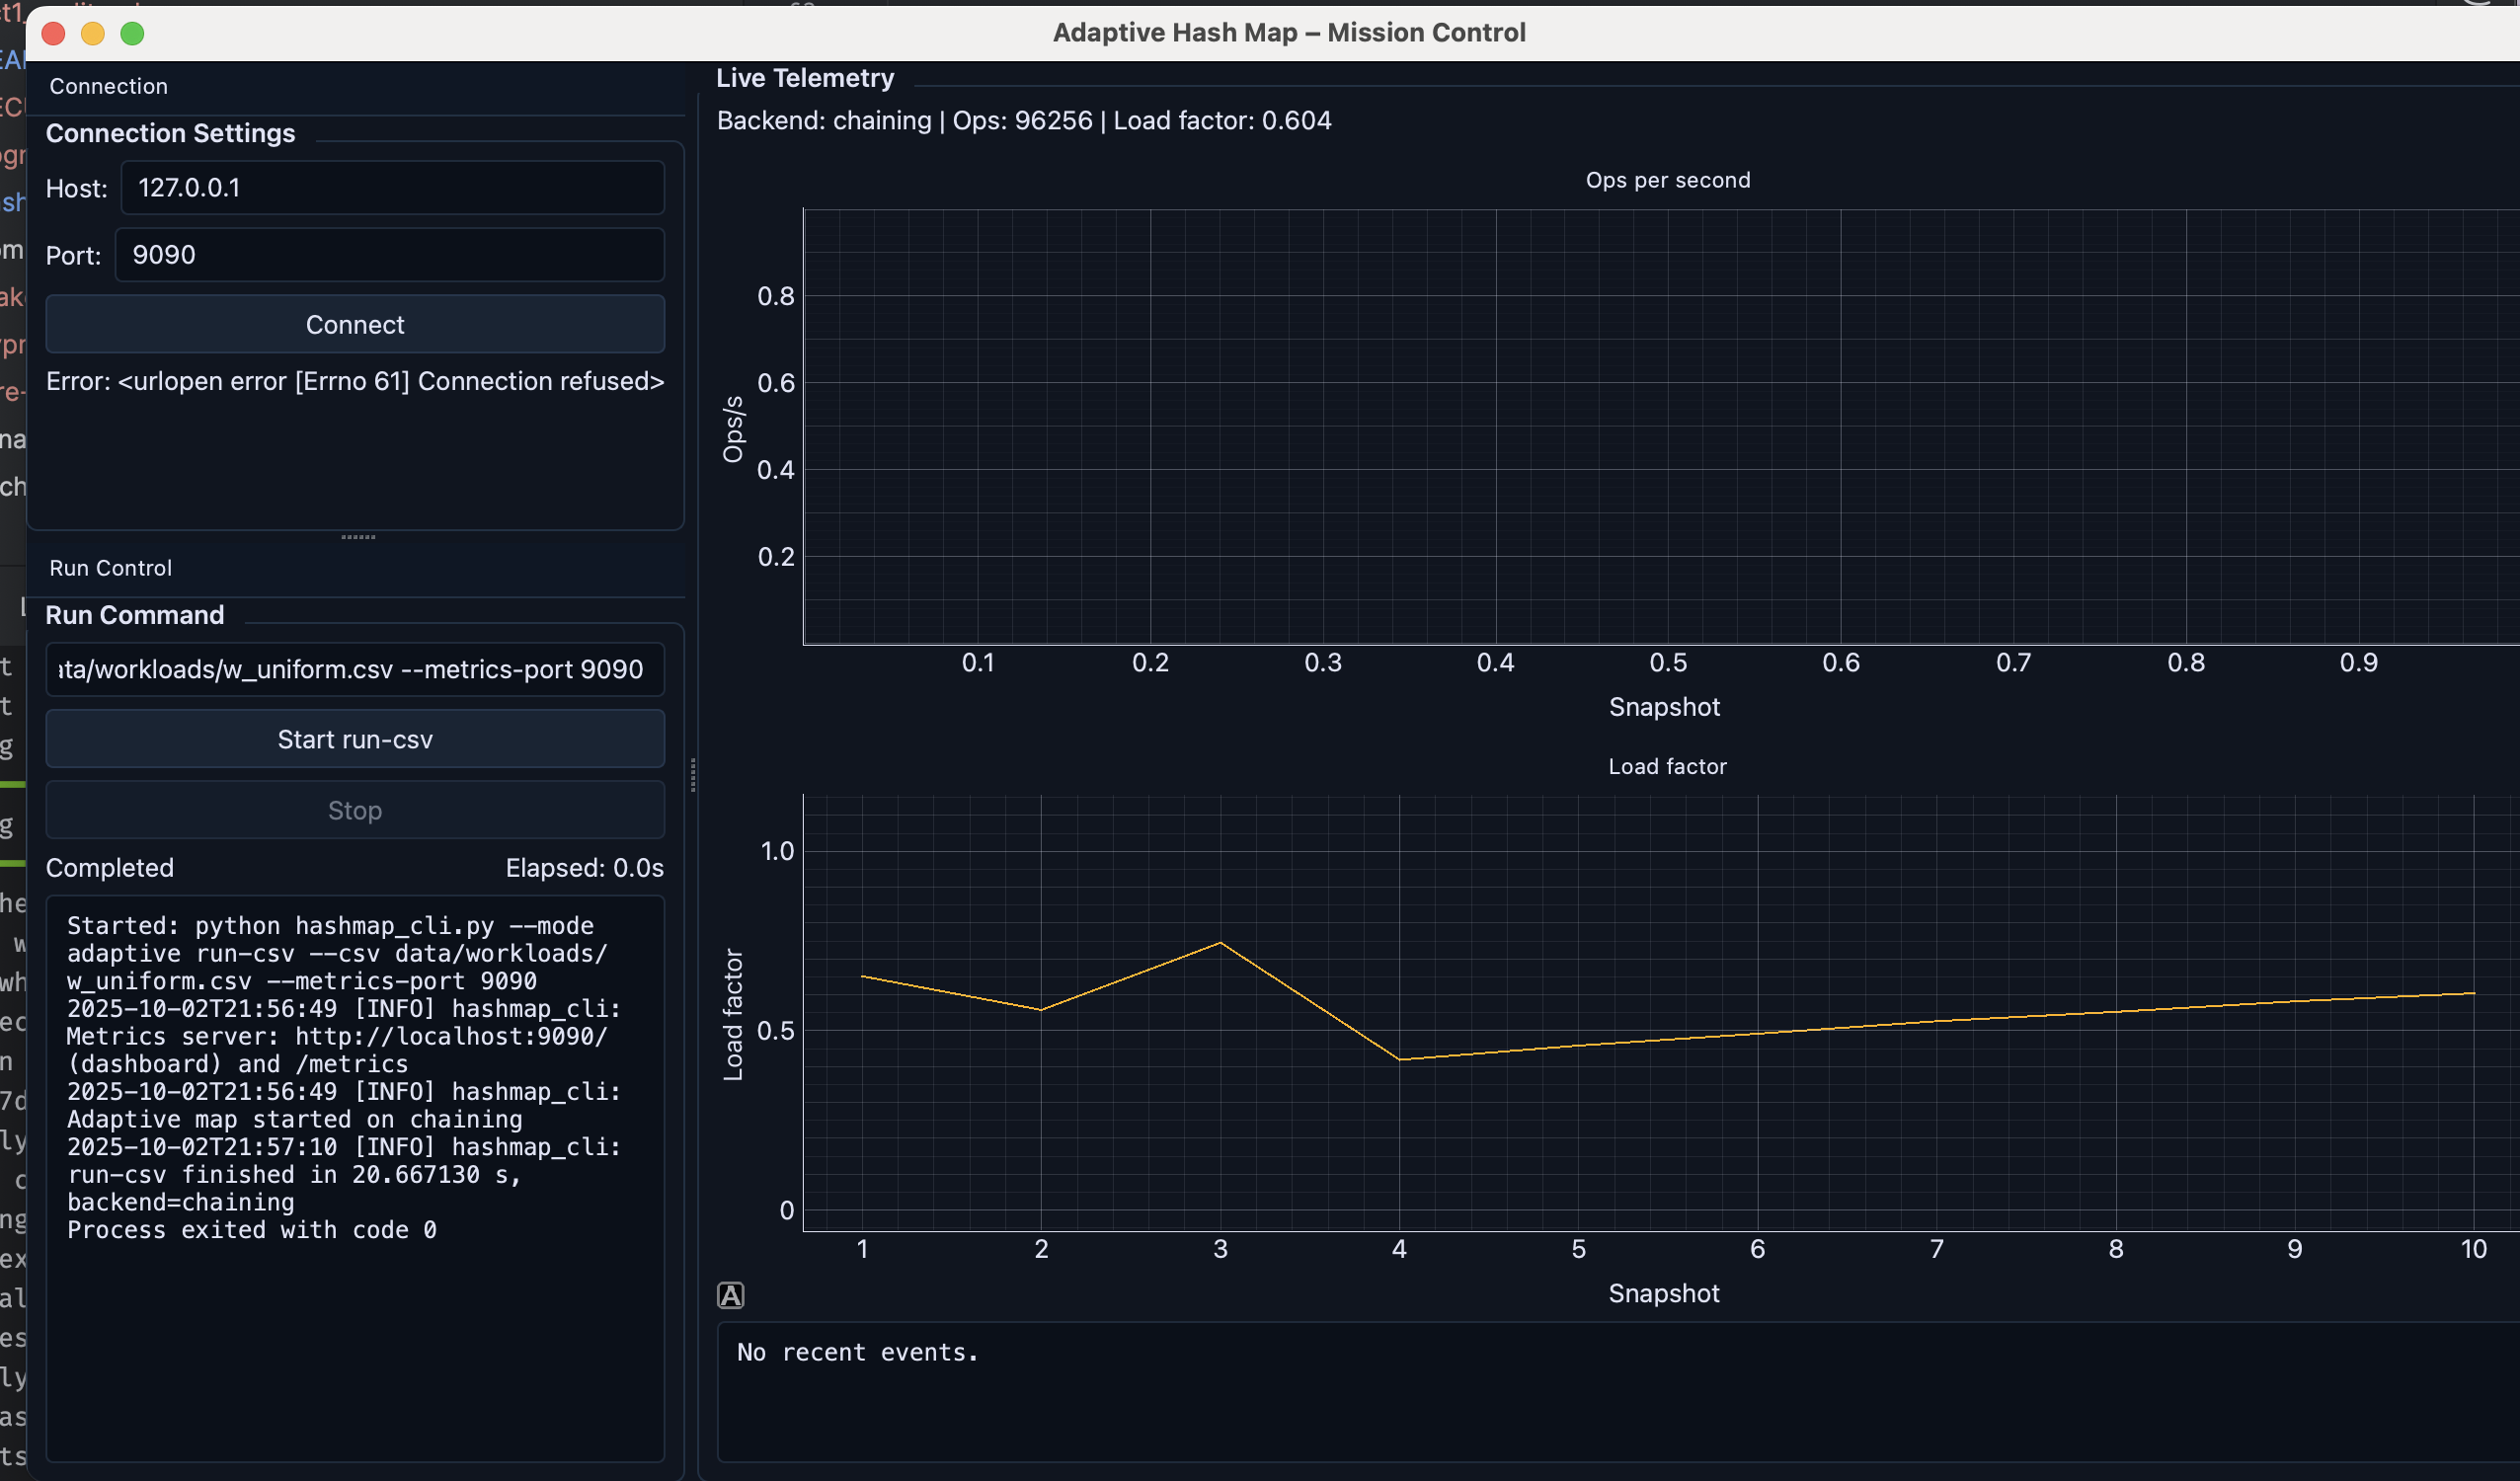 Adaptive Hash Map – Mission Control
Connection
Connection Settings
Host: 127.0.0.1
Port: 9090
Connect
Error: <urlopen error [Errno 61] Connection refused>
Run Control
Run Command
ata/workloads/w_uniform.csv --metrics-port 9090
Start run-csv
Stop
Completed Elapsed: 0.0s
Started: python hashmap_cli.py --mode
adaptive run-csv --csv data/workloads/
w_uniform.csv --metrics-port 9090
2025-10-02T21:56:49 [INFO] hashmap_cli:
Metrics server: http://localhost:9090/
(dashboard) and /metrics
2025-10-02T21:56:49 [INFO] hashmap_cli:
Adaptive map started on chaining
2025-10-02T21:57:10 [INFO] hashmap_cli:
run-csv finished in 20.667130 s,
backend=chaining
Process exited with code 0
Live Telemetry
Backend: chaining | Ops: 96256 | Load factor: 0.604
Ops per second
Ops/s
0.8
0.6
0.4
0.2
0.1 0.2 0.3 0.4 0.5 0.6 0.7 0.8 0.9
Snapshot
Load factor
Load factor
1.0
0.5
0
1 2 3 4 5 6 7 8 9 10
Snapshot
A
No recent events.